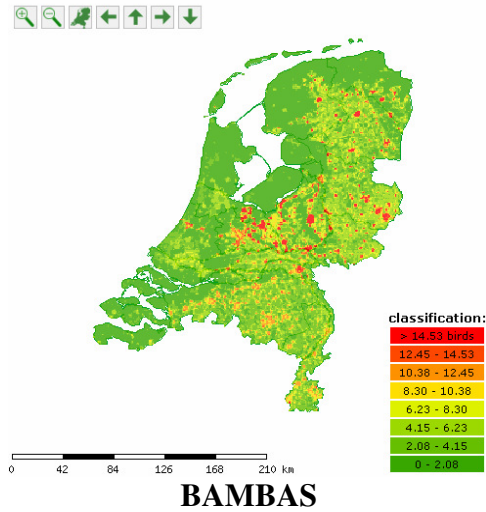 classification:
> 14.53 birds
12.45 - 14.53
10.38 - 12.45
8.30 - 10.38
6.23 - 8.30
4.15 - 6.23
2.08 - 4.15
0 - 2.08
0 42 84 126 168 210 km
BAMBAS